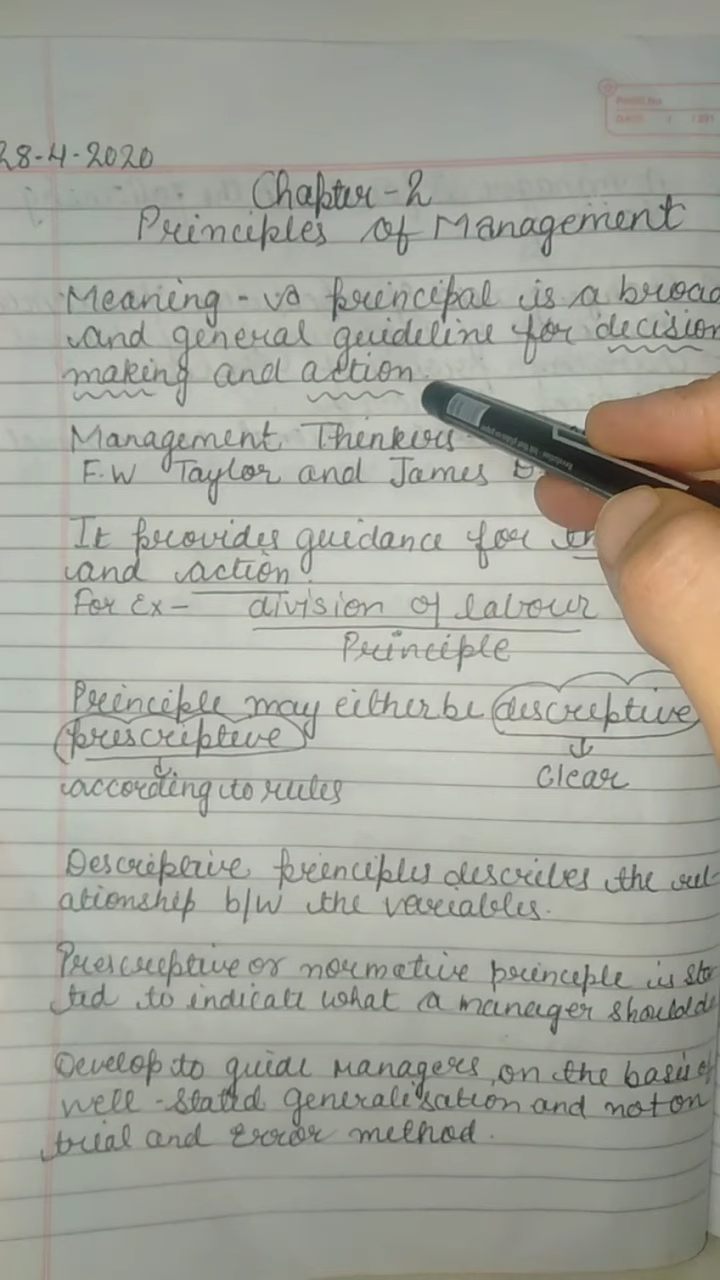 28-4-2020
Chapter-2
Principles of Management
Meaning - A principal is a broad
and general guideline for decision
making and action.
Management Thinkers -
F.W Taylor and James
It provides guidance for
and action.
For Ex - division of labour
Principle
Principle may either be descriptive
prescriptive
Clear
according to rules
Descriptive principles describes the rel-
ationship b/w the variables.
Prescreptive or normative principle is sta
ted to indicate what a manager should do
Develop to guide managers, on the basis of
well-stated generalisation and not on
trial and error method.